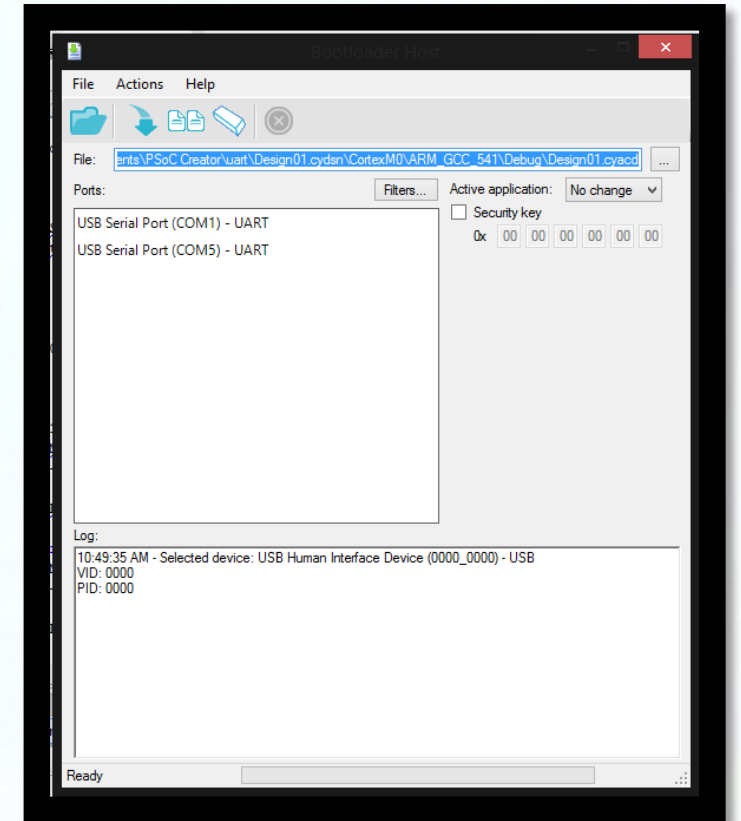 Bootloader Host
File Actions Help
File: ents\PSoC Creator\uart\Design01.cydsn\CortexM0\ARM_GCC_541\Debug\Design01.cyacd ...
Ports: Filters... Active application: No change
Security key
0x 00 00 00 00 00 00
USB Serial Port (COM1) - UART
USB Serial Port (COM5) - UART
Log:
10:49:35 AM - Selected device: USB Human Interface Device (0000_0000) - USB
VID: 0000
PID: 0000
Ready